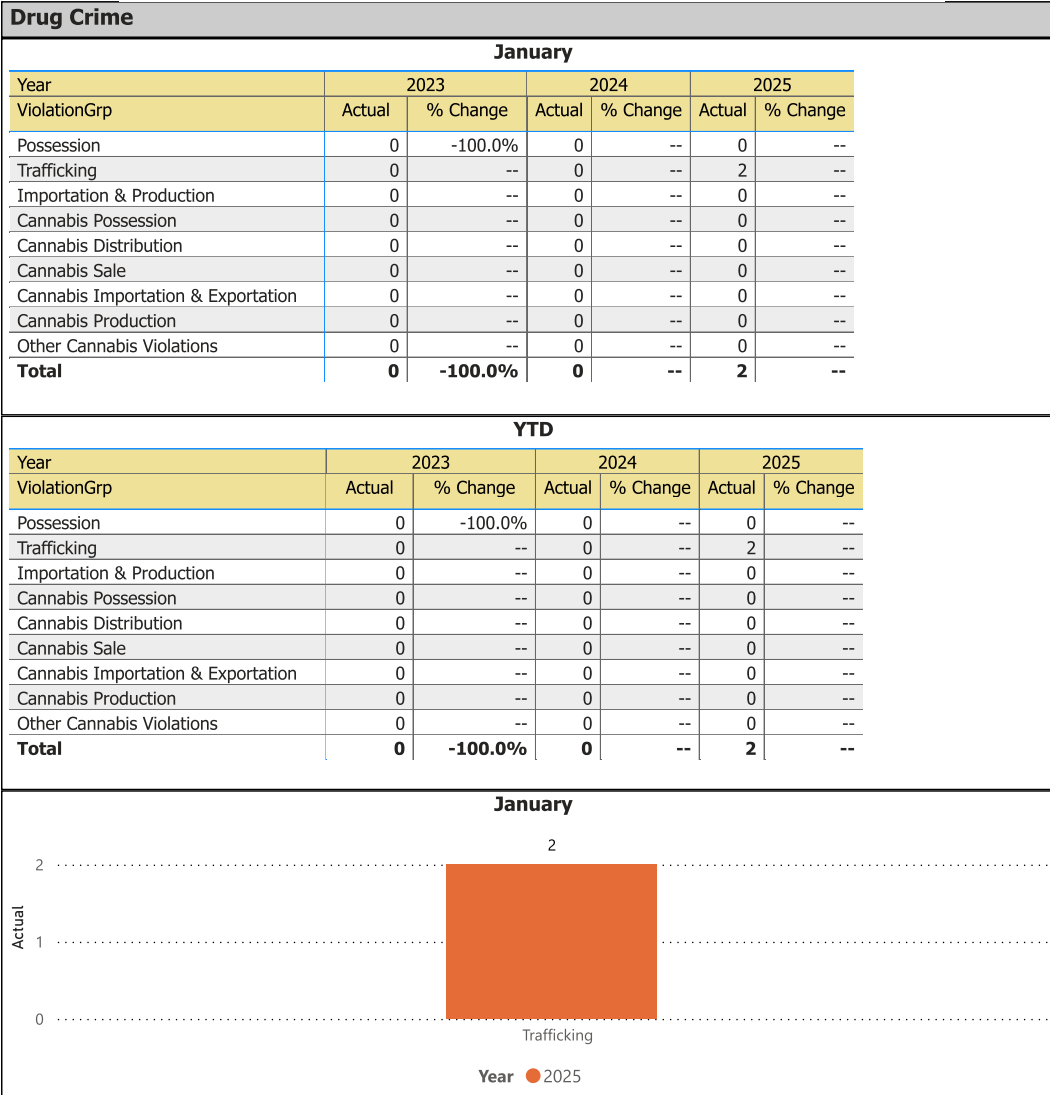 Drug Crime
January
Year 2023 2024 2025
ViolationGrp Actual % Change Actual % Change Actual % Change
Possession 0 -100.0% 0 -- 0 --
Trafficking 0 -- 0 -- 2 --
Importation & Production 0 -- 0 -- 0 --
Cannabis Possession 0 -- 0 -- 0 --
Cannabis Distribution 0 -- 0 -- 0 --
Cannabis Sale 0 -- 0 -- 0 --
Cannabis Importation & Exportation 0 -- 0 -- 0 --
Cannabis Production 0 -- 0 -- 0 --
Other Cannabis Violations 0 -- 0 -- 0 --
Total 0 -100.0% 0 -- 2 --
YTD
Year 2023 2024 2025
ViolationGrp Actual % Change Actual % Change Actual % Change
Possession 0 -100.0% 0 -- 0 --
Trafficking 0 -- 0 -- 2 --
Importation & Production 0 -- 0 -- 0 --
Cannabis Possession 0 -- 0 -- 0 --
Cannabis Distribution 0 -- 0 -- 0 --
Cannabis Sale 0 -- 0 -- 0 --
Cannabis Importation & Exportation 0 -- 0 -- 0 --
Cannabis Production 0 -- 0 -- 0 --
Other Cannabis Violations 0 -- 0 -- 0 --
Total 0 -100.0% 0 -- 2 --
January
2
2
Actual
1
0
Trafficking
Year 2025